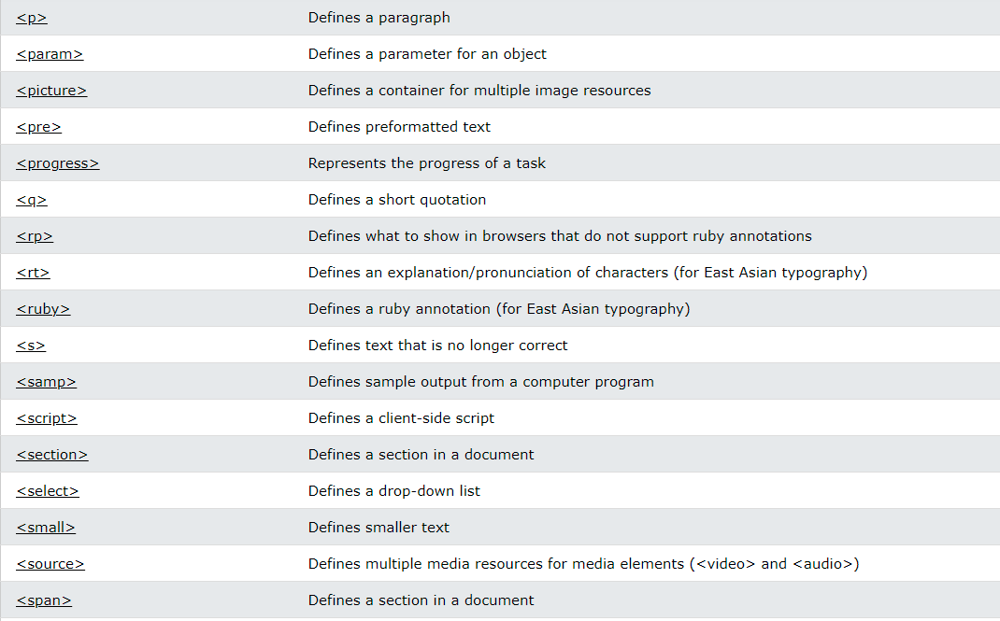 <p> Defines a paragraph
<param> Defines a parameter for an object
<picture> Defines a container for multiple image resources
<pre> Defines preformatted text
<progress> Represents the progress of a task
<q> Defines a short quotation
<rp> Defines what to show in browsers that do not support ruby annotations
<rt> Defines an explanation/pronunciation of characters (for East Asian typography)
<ruby> Defines a ruby annotation (for East Asian typography)
<s> Defines text that is no longer correct
<samp> Defines sample output from a computer program
<script> Defines a client-side script
<section> Defines a section in a document
<select> Defines a drop-down list
<small> Defines smaller text
<source> Defines multiple media resources for media elements (<video> and <audio>)
<span> Defines a section in a document